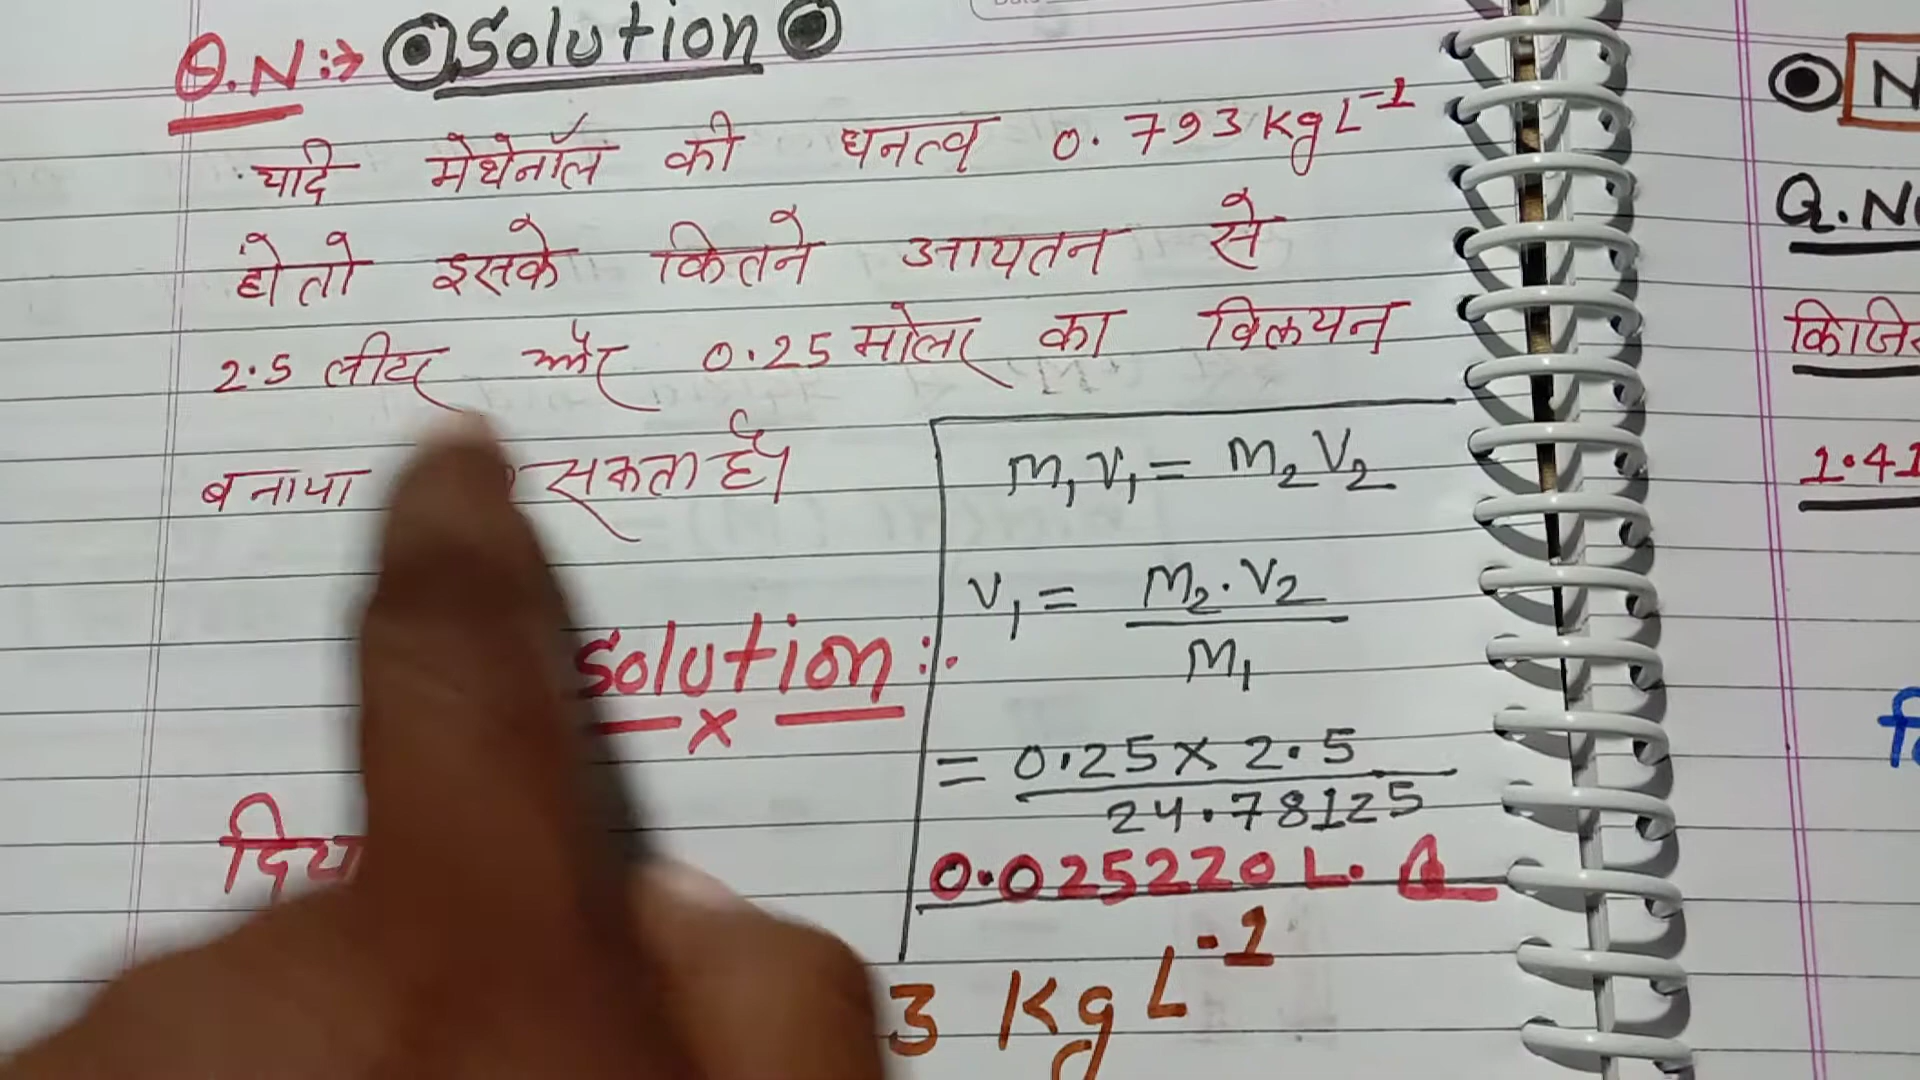 Q.N:→ Solution
यदि मेथेनॉल की घनत्व 0.793 Kg L⁻¹
हो तो इसके कितने आयतन से
2.5 लीटर और 0.25 मोलर का विलयन
बनाया सकता है।
m₁v₁ = m₂v₂
v₁ = m₂.v₂ / m₁
Solution :.
x
= 0.25 x 2.5 / 24.78125
0.025220 L.
दिया
3 Kg L⁻¹
N
Q.N
किजि
1.41